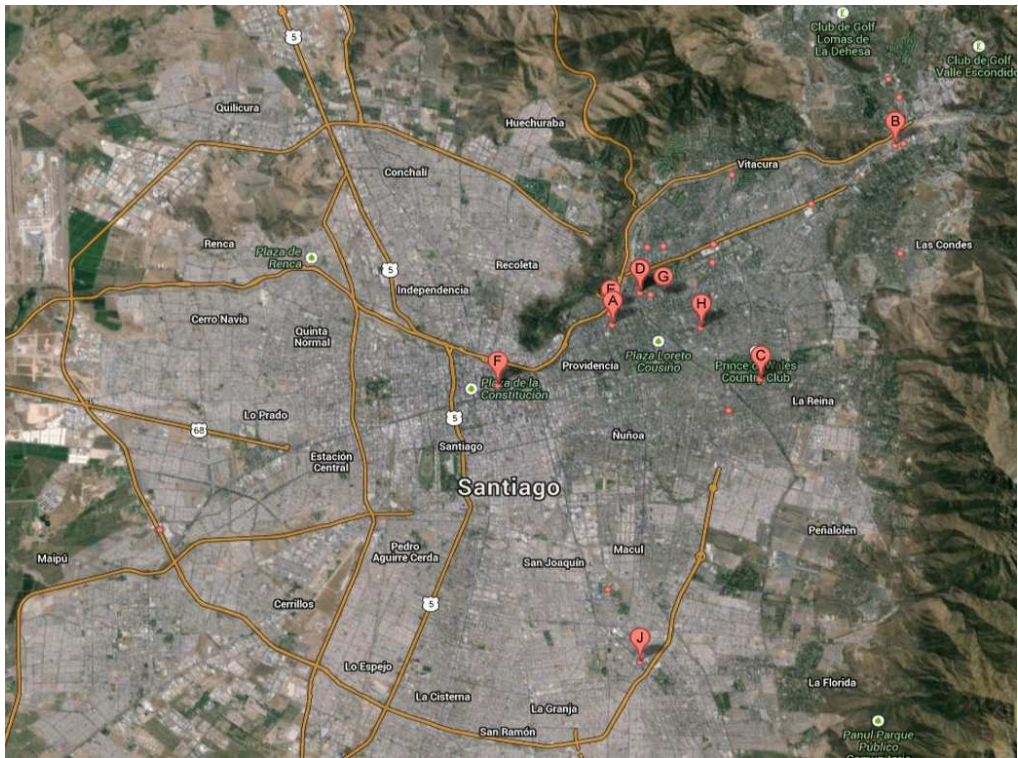 Club de Golf
Lomas de
La Dehesa
5
Club de Golf
Valle Escondido
Quilicura
Huechuraba
B
Conchalí
Vitacura
Renca
Plaza de
Renca
Las Condes
Recoleta
5
D
G
Independencia
E
A
H
Cerro Navia
Quinta
Normal
Plaza Loreto
Cousiño
F
Providencia
C
Prince of Wales
Country Club
Plaza de la
Constitución
La Reina
Lo Prado
5
68
Ñuñoa
Santiago
Estación
Central
Santiago
Peñalolén
Maipú
Pedro
Aguirre Cerda
Macul
San Joaquín
Cerrillos
5
J
Lo Espejo
La Florida
La Cisterna
La Granja
San Ramón
Panul Parque
Público